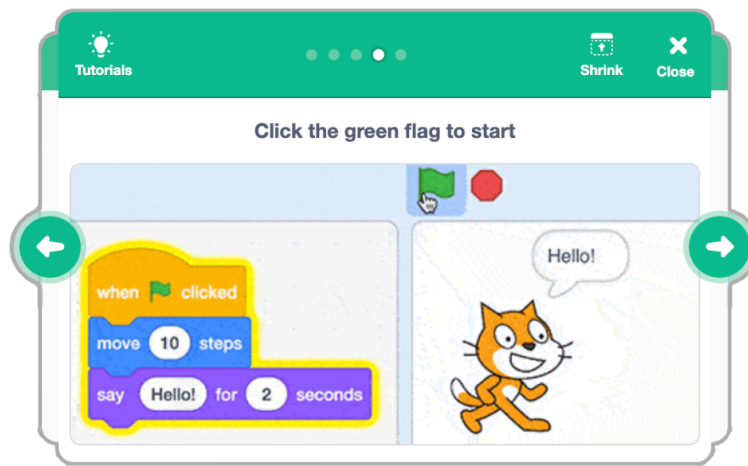 Tutorials
Shrink
Close
Click the green flag to start
Hello!
when clicked
move 10 steps
say Hello! for 2 seconds